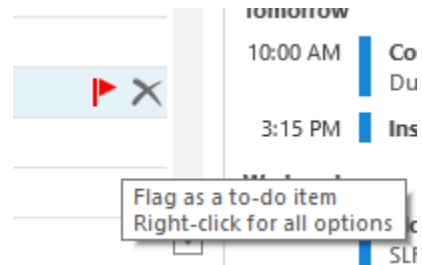 Tomorrow
10:00 AM Co
Du
3:15 PM Ins
Flag as a to-do item
Right-click for all options
SLF